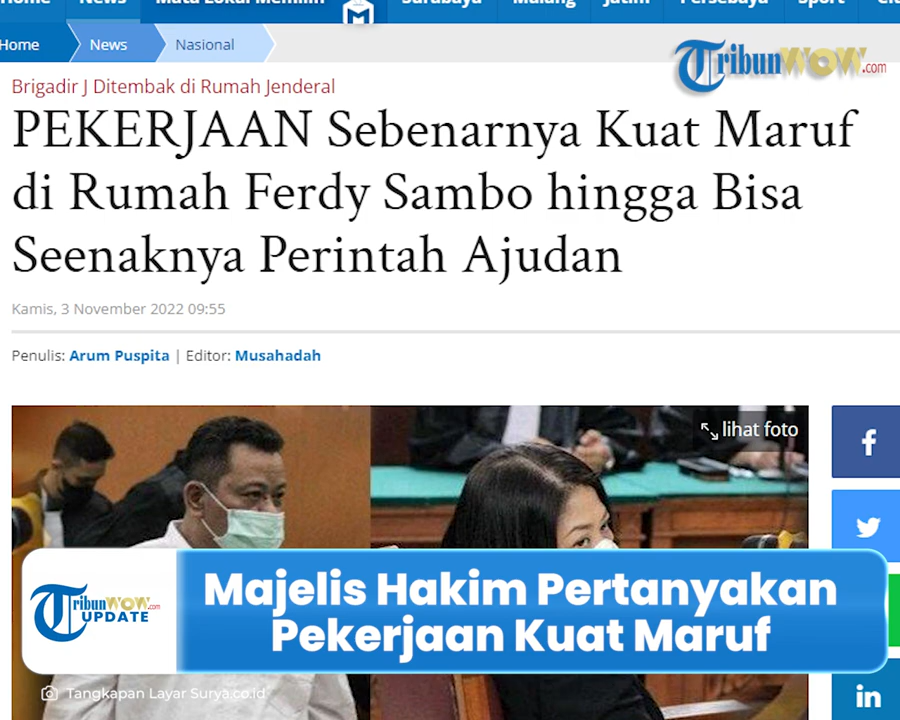 Home News Mata Lokal Memilih Surabaya Malang Jatim Persebaya Sport
Home News Nasional
TribunWOW.com
Brigadir J Ditembak di Rumah Jenderal
PEKERJAAN Sebenarnya Kuat Maruf
di Rumah Ferdy Sambo hingga Bisa
Seenaknya Perintah Ajudan
Kamis, 3 November 2022 09:55
Penulis: Arum Puspita | Editor: Musahadah
lihat foto
f
TribunWOW.com
UPDATE
Majelis Hakim Pertanyakan
Pekerjaan Kuat Maruf
Tangkapan Layar Surya.co.id
in